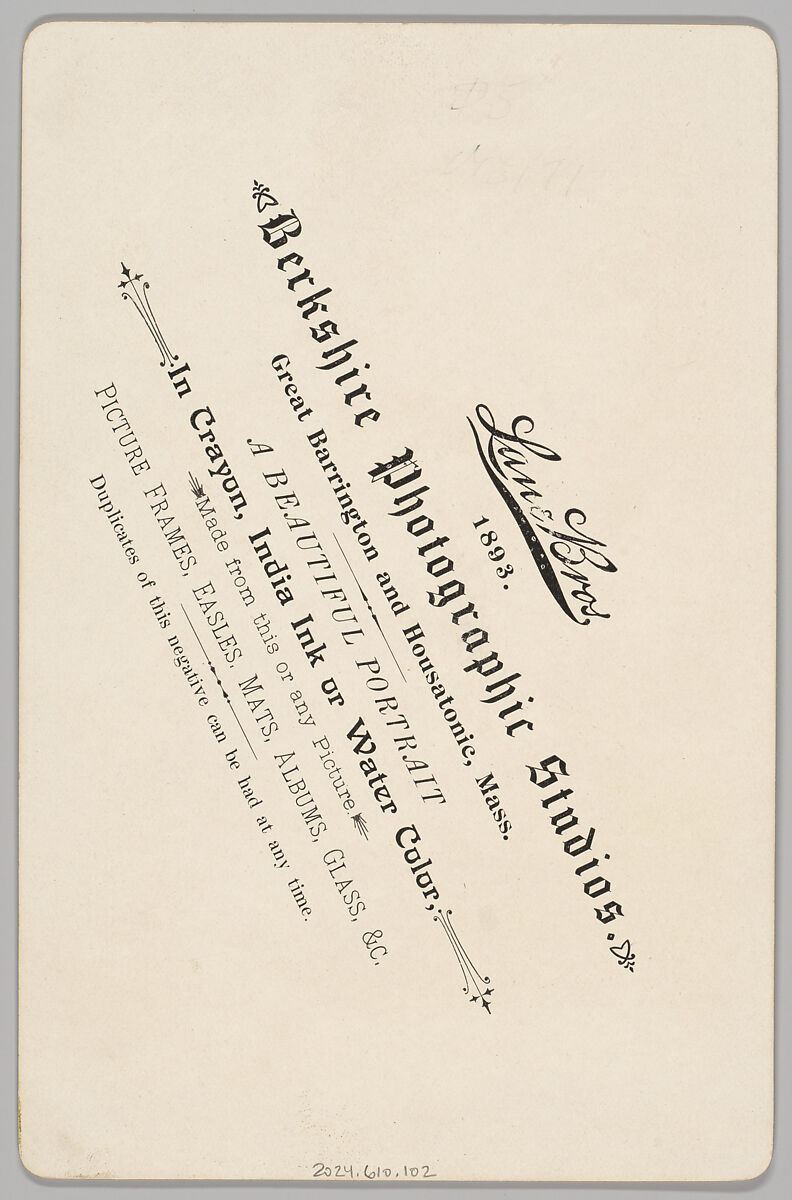 Lane Bros
1893.
Berkshire Photographic Studios.
Great Barrington and Housatonic, Mass.
A BEAUTIFUL PORTRAIT
In Crayon, India Ink or Water Color,
Made from this or any Picture.
PICTURE FRAMES, EASLES, MATS, ALBUMS, GLASS, &C.
Duplicates of this negative can be had at any time.
2024.610.102